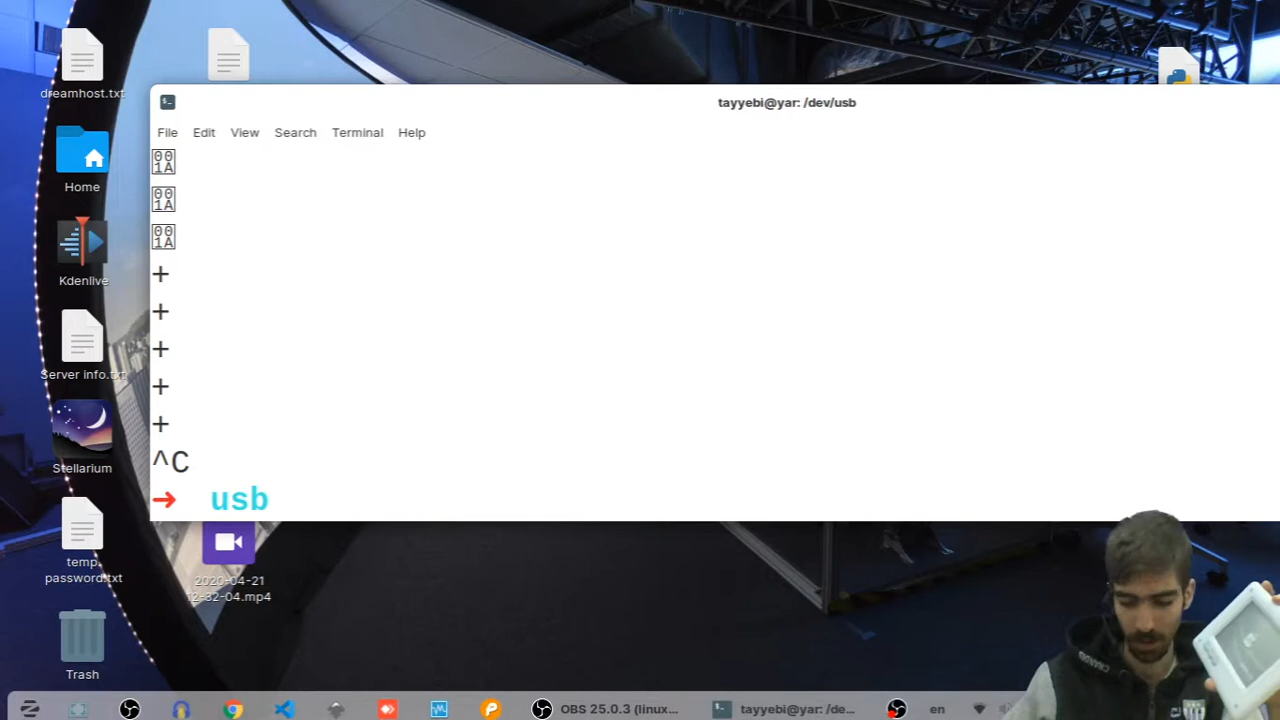 dreamhost.txt
tayyebi@yar: /dev/usb
File Edit View Search Terminal Help
00
1A
00
1A
00
1A
+
+
+
+
+
^C
➜ usb
Home
Kdenlive
Server info.txt
Stellarium
temp
password.txt
2020-04-21
12-32-04.mp4
Trash
OBS 25.0.3 (linux...
tayyebi@yar: /de...
en